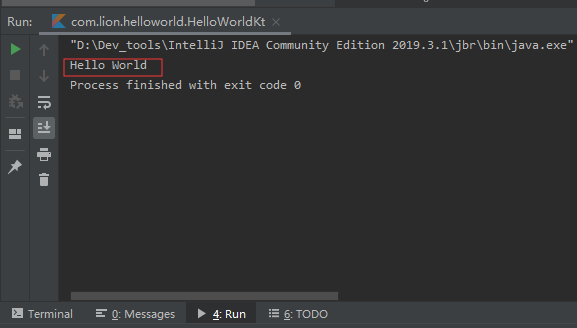 Run: com.lion.helloworld.HelloWorldKt ×
"D:\Dev_tools\IntelliJ IDEA Community Edition 2019.3.1\jbr\bin\java.exe"
Hello World
Process finished with exit code 0
Terminal 0: Messages 4: Run 6: TODO